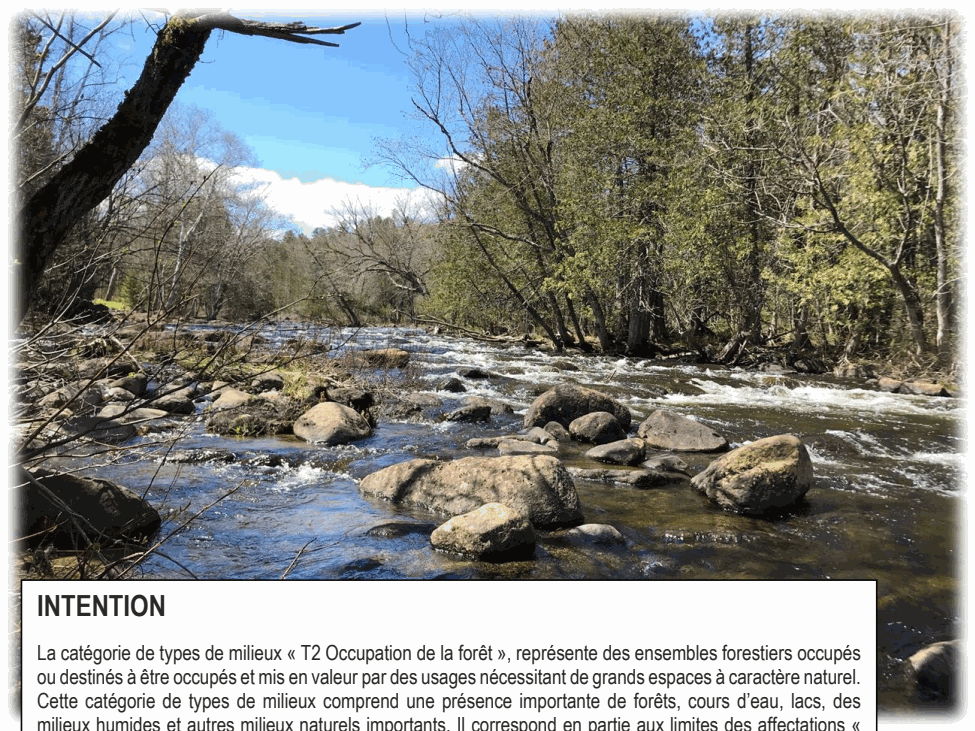 INTENTION
La catégorie de types de milieu « T2 Occupation de la forêt », représente des ensembles forestiers occupés
ou destinés à être occupés et mis en valeur par des usages nécessitant de grands espaces à caractère naturel.
Cette catégorie de types de milieu comprend une présence importante de forêts, cours d’eau, lacs, des
milieux humides et autres milieux naturels importants. Il correspond en partie aux limites des affectations «